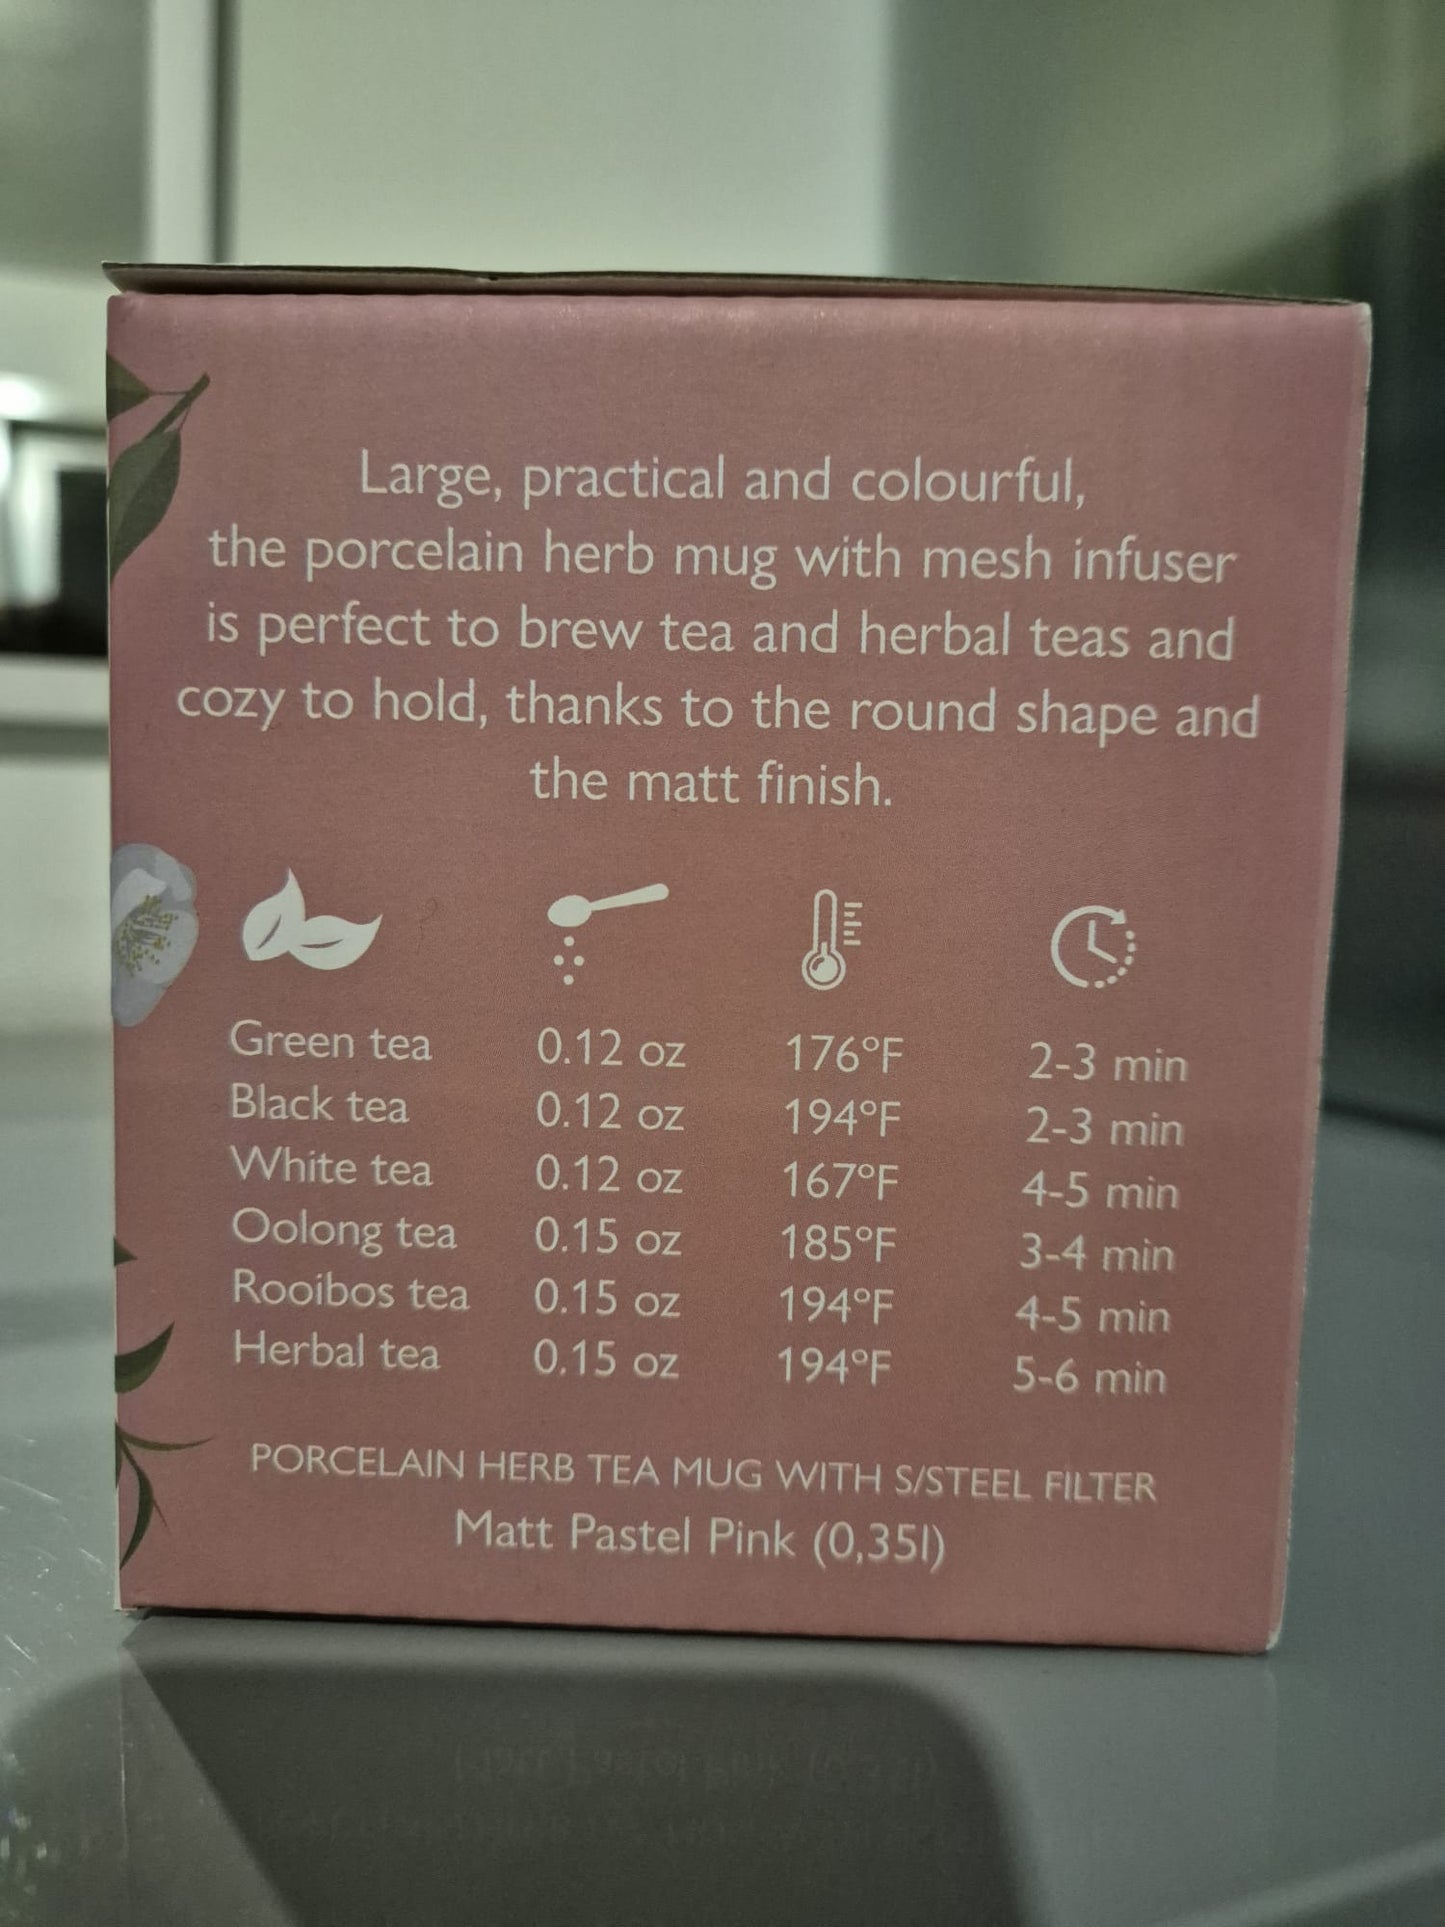 Large, practical and colourful,
the porcelain herb mug with mesh infuser
is perfect to brew tea and herbal teas and
cozy to hold, thanks to the round shape and
the matt finish.
Green tea 0.12 oz 176°F 2-3 min
Black tea 0.12 oz 194°F 2-3 min
White tea 0.12 oz 167°F 4-5 min
Oolong tea 0.15 oz 185°F 3-4 min
Rooibos tea 0.15 oz 194°F 4-5 min
Herbal tea 0.15 oz 194°F 5-6 min
PORCELAIN HERB TEA MUG WITH S/STEEL FILTER
Matt Pastel Pink (0,35l)